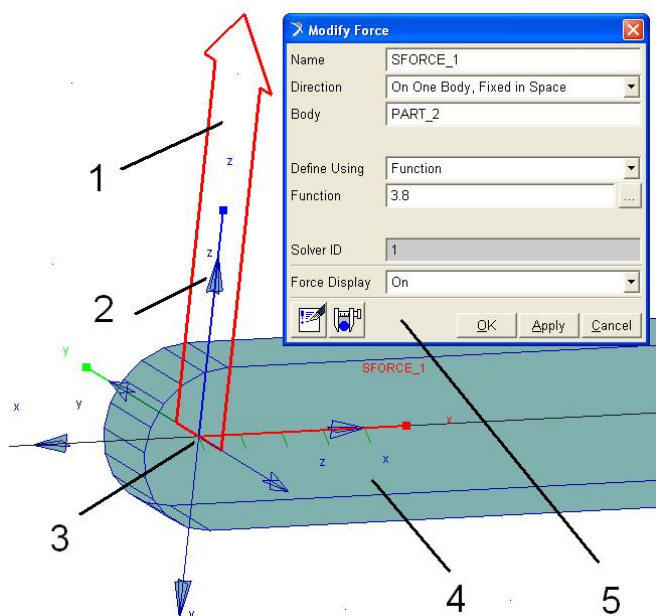 Modify Force
Name SFORCE_1
Direction On One Body, Fixed in Space
Body PART_2
Define Using Function
Function 3.8 ...
Solver ID 1
Force Display On
OK Apply Cancel
1
z
2
z
y
SFORCE_1
x
y
x
z
x
3
4
5
y